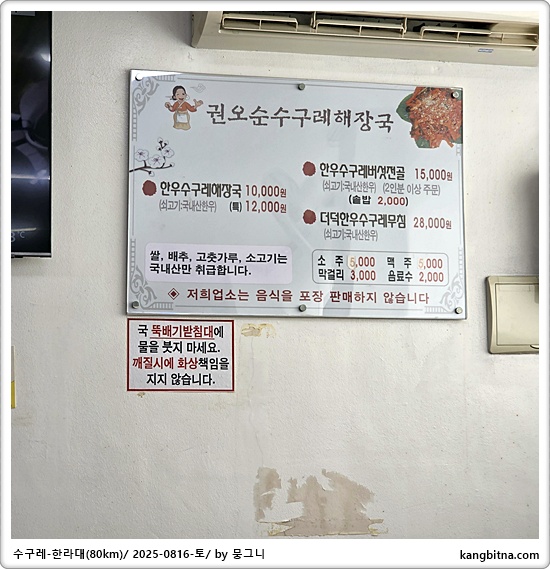 권오순수구레해장국
한우수구레해장국 10,000원
(쇠고기:국내산한우) (특) 12,000원
한우수구레버섯전골 15,000원
(쇠고기:국내산한우) (2인분 이상 주문)
(솥밥 2,000)
더덕한우수구레무침 28,000원
(쇠고기:국내산한우)
쌀, 배추, 고춧가루, 소고기는
국내산만 취급합니다.
소 주 5,000 맥 주 5,000
막걸리 3,000 음료수 2,000
◈ 저희업소는 음식을 포장 판매하지 않습니다
국 뚝배기받침대에
물을 붓지 마세요.
깨질시에 화상책임을
지지 않습니다.
수구레-한라대(80km)/ 2025-0816-토/ by 뭉그니
kangbitna.com